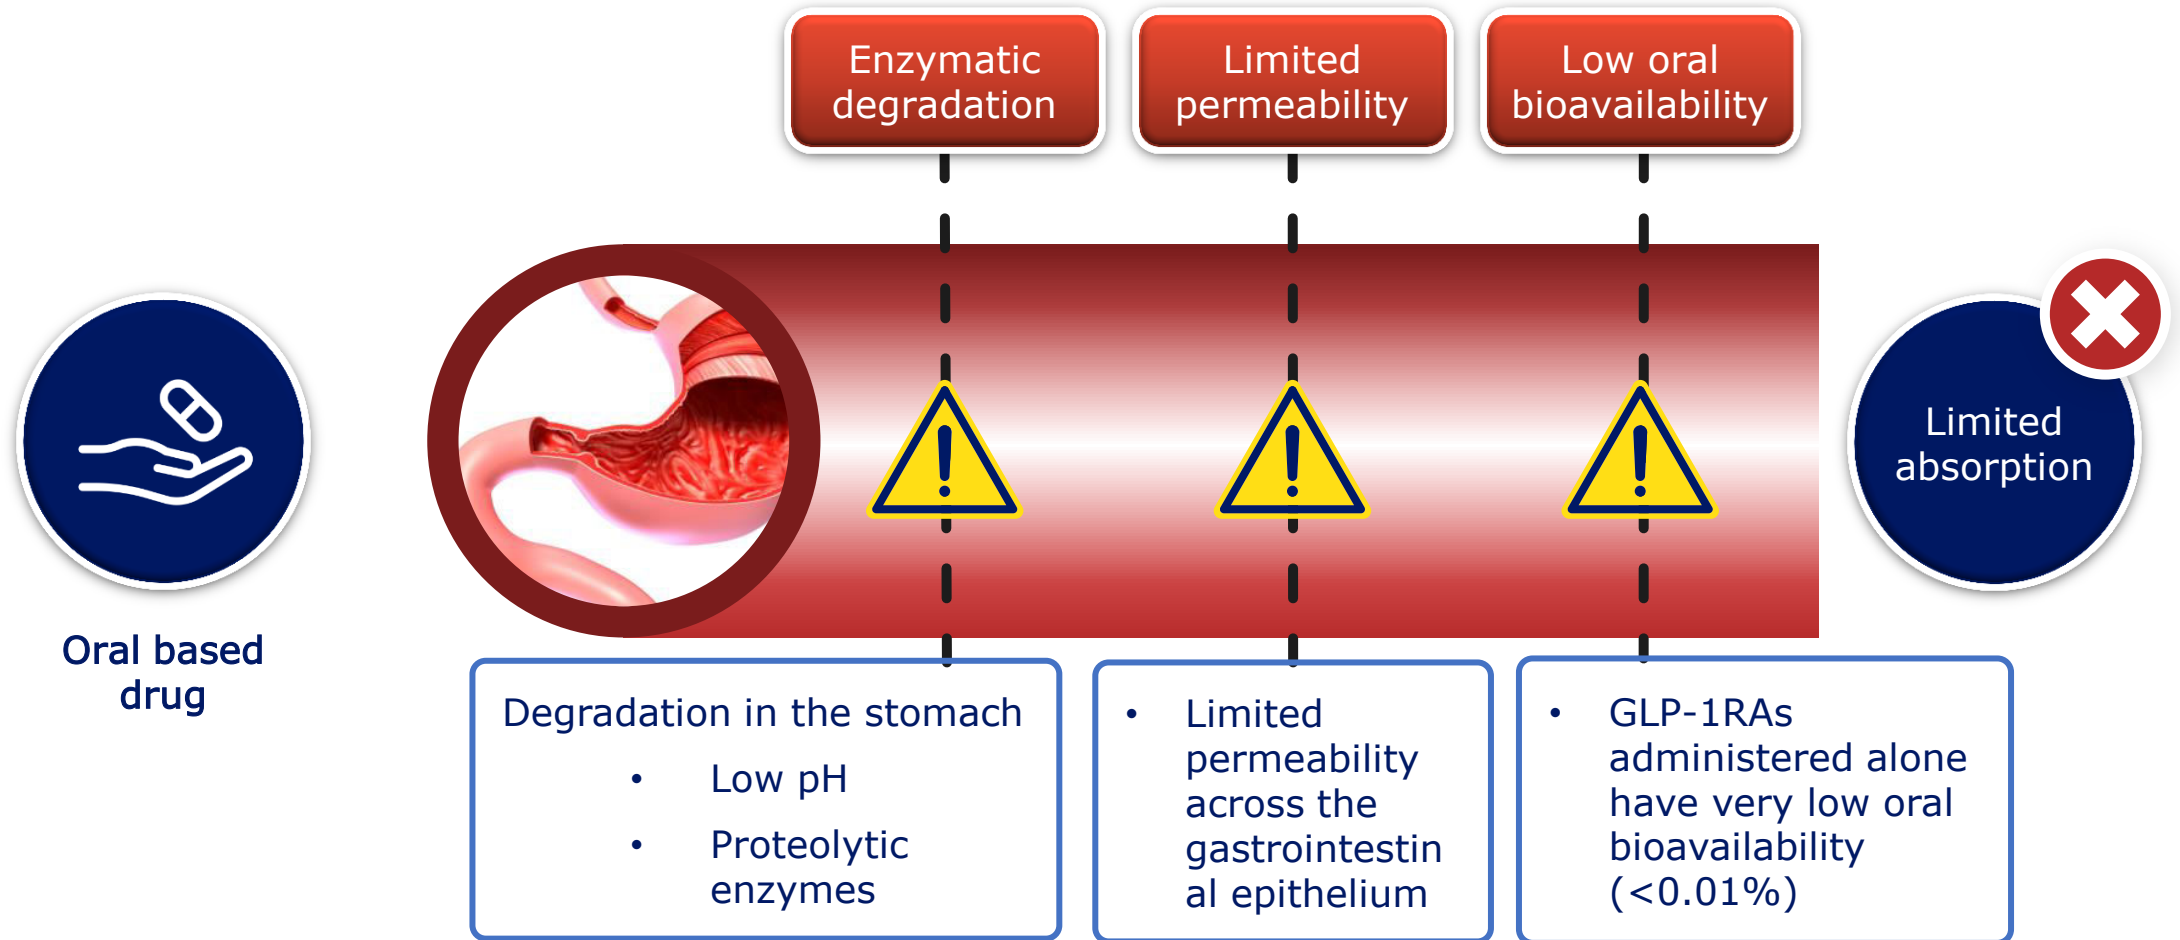 Enzymatic
degradation
Limited
permeability
Low oral
bioavailability
Oral based
drug
Limited
absorption
Degradation in the stomach
• Low pH
• Proteolytic
enzymes
• Limited
permeability
across the
gastrointestin
al epithelium
• GLP-1RAs
administered alone
have very low oral
bioavailability
(<0.01%)